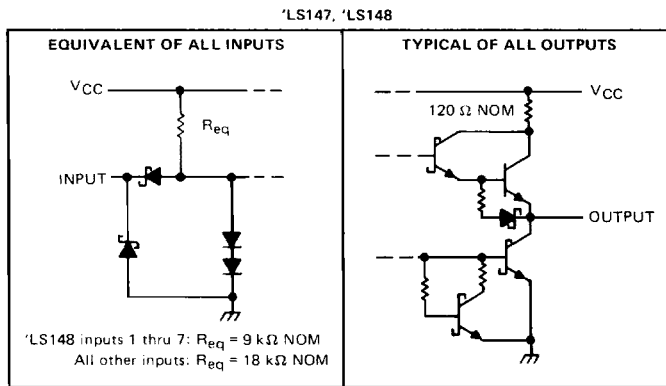 'LS147, 'LS148
EQUIVALENT OF ALL INPUTS
VCC
Req
INPUT
'LS148 inputs 1 thru 7: Req = 9 kΩ NOM
All other inputs: Req = 18 kΩ NOM
TYPICAL OF ALL OUTPUTS
VCC
120 Ω NOM
OUTPUT